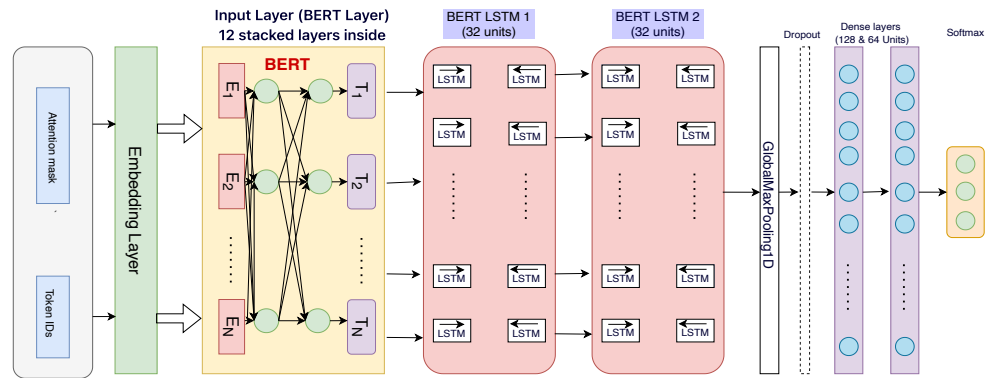 Attention mask
Token IDs
Embedding Layer
Input Layer (BERT Layer)
12 stacked layers inside
BERT
E1
E2
EN
T1
T2
TN
BERT LSTM 1
(32 units)
LSTM
LSTM
LSTM
LSTM
LSTM
LSTM
LSTM
LSTM
BERT LSTM 2
(32 units)
LSTM
LSTM
LSTM
LSTM
LSTM
LSTM
LSTM
LSTM
GlobalMaxPooling1D
Dropout
Dense layers
(128 & 64 Units)
Softmax